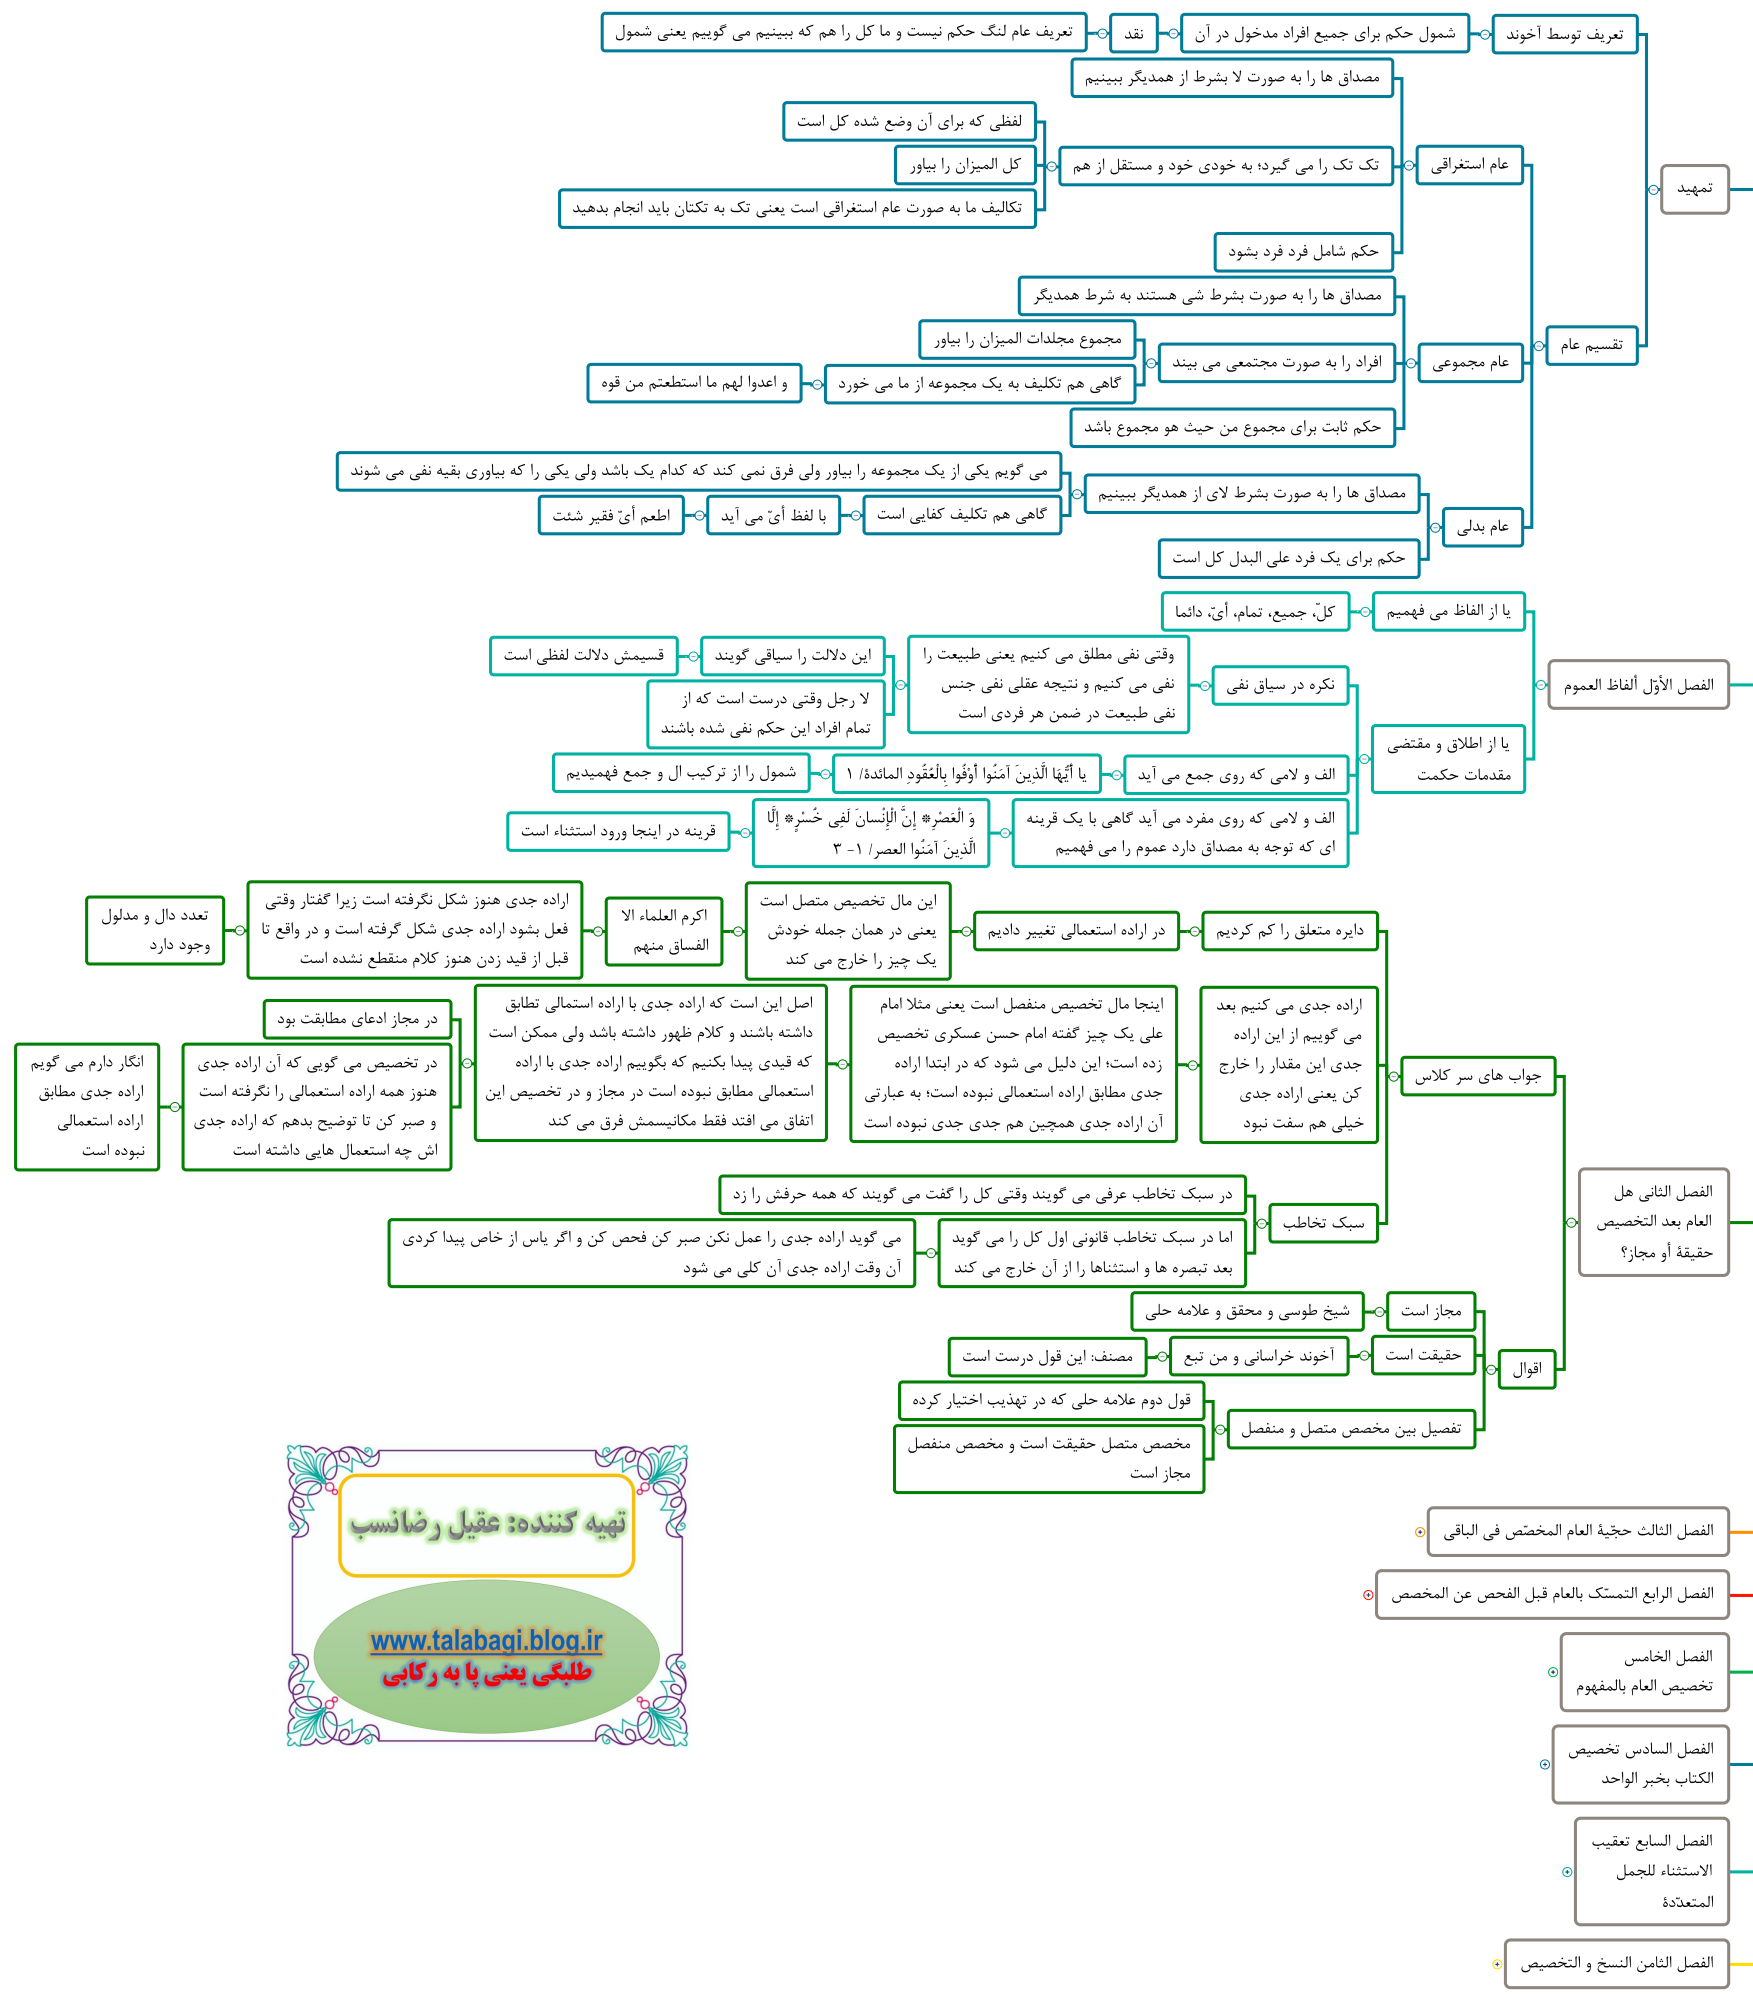 تمهید
تعریف توسط آخوند
شمول حکم برای جمیع افراد مدخول در آن
نقد
تعریف عام لنگ حکم نیست و ما کل را هم که ببینیم می گوییم یعنی شمول
تقسیم عام
عام استغراقی
مصداق ها را به صورت لا بشرط از همدیگر ببینیم
تک تک را می گیرد؛ به خودی خود و مستقل از هم
لفظی که برای آن وضع شده کل است
کل المیزان را بیاور
تکالیف ما به صورت عام استغراقی است یعنی تک به تکتان باید انجام بدهید
حکم شامل فرد فرد بشود
عام مجموعی
مصداق ها را به صورت بشرط شی هستند به شرط همدیگر
افراد را به صورت مجتمعی می بیند
مجموع مجلدات المیزان را بیاور
گاهی هم تکلیف به یک مجموعه از ما می خورد
و اعدوا لهم ما استطعتم من قوه
حکم ثابت برای مجموع من حیث هو مجموع باشد
عام بدلی
مصداق ها را به صورت بشرط لای از همدیگر ببینیم
می گویم یکی از یک مجموعه را بیاور ولی فرق نمی کند که کدام یک باشد ولی یکی را که بیاوری بقیه نفی می شوند
گاهی هم تکلیف کفایی است
با لفظ أیّ می آید
اطعم أیّ فقیر شئت
حکم برای یک فرد علی البدل کل است
الفصل الأوّل ألفاظ العموم
یا از الفاظ می فهمیم
کلّ، جمیع، تمام، أیّ، دائما
یا از اطلاق و مقتضی
مقدمات حکمت
نکره در سیاق نفی
وقتی نفی مطلق می کنیم یعنی طبیعت را
نفی می کنیم و نتیجه عقلی نفی جنس
نفی طبیعت در ضمن هر فردی است
این دلالت را سیاقی گویند
قسیمش دلالت لفظی است
لا رجل وقتی درست است که از
تمام افراد این حکم نفی شده باشند
الف و لامی که روی جمع می آید
یا أَیُّهَا الَّذِینَ آمَنُوا أَوْفُوا بِالْعُقُودِ المائدة/ ۱
شمول را از ترکیب ال و جمع فهمیدیم
الف و لامی که روی مفرد می آید گاهی با یک قرینه
ای که توجه به مصداق دارد عموم را می فهمیم
وَ الْعَصْرِ* إِنَّ الْإِنْسانَ لَفِی خُسْرٍ* إِلَّا
الَّذِینَ آمَنُوا العصر/ ۱- ۳
قرینه در اینجا ورود استثناء است
الفصل الثانی هل
العام بعد التخصیص
حقیقة أو مجاز؟
جواب های سر کلاس
دایره متعلق را کم کردیم
در اراده استعمالی تغییر دادیم
این مال تخصیص متصل است
یعنی در همان جمله خودش
یک چیز را خارج می کند
اکرم العلماء الا
الفساق منهم
اراده جدی هنوز شکل نگرفته است زیرا گفتار وقتی
فعل بشود اراده جدی شکل گرفته است و در واقع تا
قبل از قید زدن هنوز کلام منقطع نشده است
تعدد دال و مدلول
وجود دارد
اراده جدی می کنیم بعد
می گوییم از این اراده
جدی این مقدار را خارج
کن یعنی اراده جدی
خیلی هم سفت نبود
اینجا مال تخصیص منفصل است یعنی مثلا امام
علی یک چیز گفته امام حسن عسکری تخصیص
زده است؛ این دلیل می شود که در ابتدا اراده
جدی مطابق اراده استعمالی نبوده است؛ به عبارتی
آن اراده جدی همچین هم جدی جدی نبوده است
اصل این است که اراده جدی با اراده استمالی تطابق
داشته باشند و کلام ظهور داشته باشد ولی ممکن است
که قیدی پیدا بکنیم که بگوییم اراده جدی با اراده
استعمالی مطابق نبوده است در مجاز و در تخصیص این
اتفاق می افتد فقط مکانیسمش فرق می کند
در مجاز ادعای مطابقت بود
در تخصیص می گویی که آن اراده جدی
هنوز همه اراده استعمالی را نگرفته است
و صبر کن تا توضیح بدهم که اراده جدی
اش چه استعمال هایی داشته است
انگار دارم می گویم
اراده جدی مطابق
اراده استعمالی
نبوده است
سبک تخاطب
در سبک تخاطب عرفی می گویند وقتی کل را گفت می گویند که همه حرفش را زد
اما در سبک تخاطب قانونی اول کل را می گوید
بعد تبصره ها و استثناها را از آن خارج می کند
می گوید اراده جدی را عمل نکن صبر کن فحص کن و اگر یاس از خاص پیدا کردی
آن وقت اراده جدی آن کلی می شود
اقوال
مجاز است
شیخ طوسی و محقق و علامه حلی
حقیقت است
آخوند خراسانی و من تبع
مصنف: این قول درست است
تفصیل بین مخصص متصل و منفصل
قول دوم علامه حلی که در تهذیب اختیار کرده
مخصص متصل حقیقت است و مخصص منفصل
مجاز است
الفصل الثالث حجّیة العام المخصّص فی الباقی
الفصل الرابع التمسّک بالعام قبل الفحص عن المخصص
الفصل الخامس
تخصیص العام بالمفهوم
الفصل السادس تخصیص
الکتاب بخبر الواحد
الفصل السابع تعقیب
الاستثناء للجمل
المتعدّدة
الفصل الثامن النسخ و التخصیص
تهیه کننده: عقیل رضانسب
www.talabagi.blog.ir
طلبگی یعنی پا به رکابی